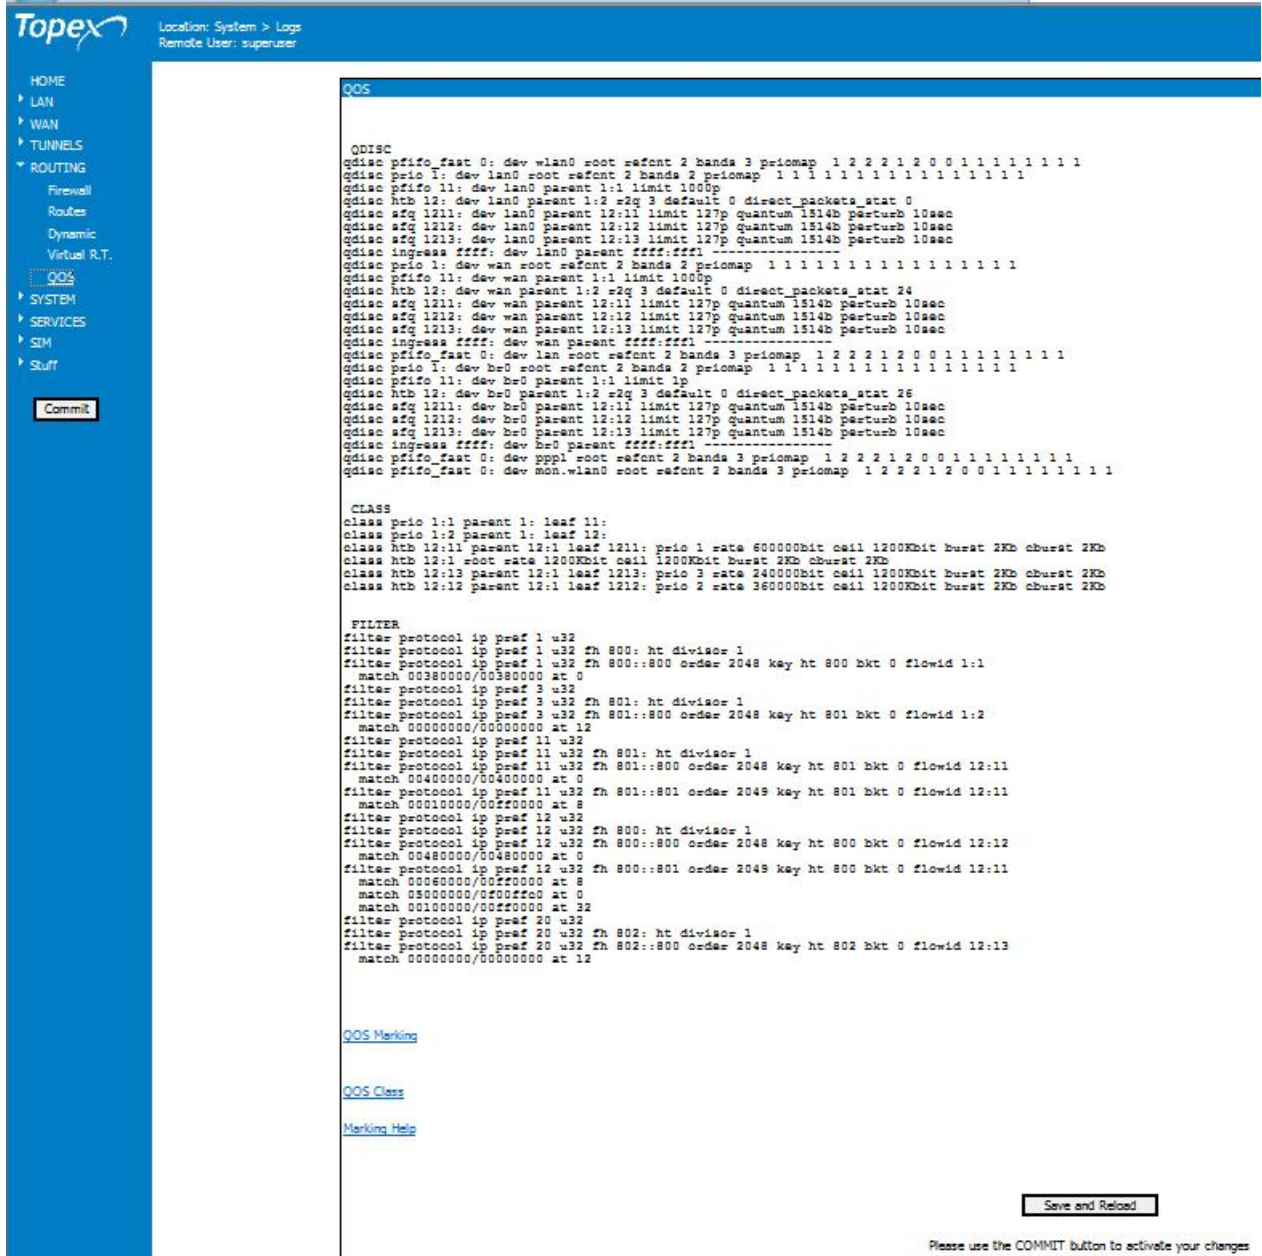 Topex
Location: System > Logs
Remote User: superuser
HOME
LAN
WAN
TUNNELS
ROUTING
Firewall
Routes
Dynamic
Virtual R.T.
QOS
SYSTEM
SERVICES
SIM
Stuff
Commit
QOS
QDISC
qdisc pfifo_fast 0: dev wlan0 root refcnt 2 bands 3 priomap  1 2 2 2 1 2 0 0 1 1 1 1 1 1 1 1
qdisc prio 1: dev lan0 root refcnt 2 bands 2 priomap  1 1 1 1 1 1 1 1 1 1 1 1 1 1 1 1
qdisc pfifo 11: dev lan0 parent 1:1 limit 1000p
qdisc htb 12: dev lan0 parent 1:2 r2q 3 default 0 direct_packets_stat 0
qdisc sfq 1211: dev lan0 parent 12:11 limit 127p quantum 1514b perturb 10sec
qdisc sfq 1212: dev lan0 parent 12:12 limit 127p quantum 1514b perturb 10sec
qdisc sfq 1213: dev lan0 parent 12:13 limit 127p quantum 1514b perturb 10sec
qdisc ingress ffff: dev lan0 parent ffff:fff1 ----------------
qdisc prio 1: dev wan root refcnt 2 bands 2 priomap  1 1 1 1 1 1 1 1 1 1 1 1 1 1 1 1
qdisc pfifo 11: dev wan parent 1:1 limit 1000p
qdisc htb 12: dev wan parent 1:2 r2q 3 default 0 direct_packets_stat 24
qdisc sfq 1211: dev wan parent 12:11 limit 127p quantum 1514b perturb 10sec
qdisc sfq 1212: dev wan parent 12:12 limit 127p quantum 1514b perturb 10sec
qdisc sfq 1213: dev wan parent 12:13 limit 127p quantum 1514b perturb 10sec
qdisc ingress ffff: dev wan parent ffff:fff1 ----------------
qdisc pfifo_fast 0: dev lan root refcnt 2 bands 3 priomap  1 2 2 2 1 2 0 0 1 1 1 1 1 1 1 1
qdisc prio 1: dev br0 root refcnt 2 bands 2 priomap  1 1 1 1 1 1 1 1 1 1 1 1 1 1 1 1
qdisc pfifo 11: dev br0 parent 1:1 limit 1p
qdisc htb 12: dev br0 parent 1:2 r2q 3 default 0 direct_packets_stat 26
qdisc sfq 1211: dev br0 parent 12:11 limit 127p quantum 1514b perturb 10sec
qdisc sfq 1212: dev br0 parent 12:12 limit 127p quantum 1514b perturb 10sec
qdisc sfq 1213: dev br0 parent 12:13 limit 127p quantum 1514b perturb 10sec
qdisc ingress ffff: dev br0 parent ffff:fff1 ----------------
qdisc pfifo_fast 0: dev ppp1 root refcnt 2 bands 3 priomap  1 2 2 2 1 2 0 0 1 1 1 1 1 1 1 1
qdisc pfifo_fast 0: dev mon.wlan0 root refcnt 2 bands 3 priomap  1 2 2 2 1 2 0 0 1 1 1 1 1 1 1 1
CLASS
class prio 1:1 parent 1: leaf 11:
class prio 1:2 parent 1: leaf 12:
class htb 12:11 parent 12:1 leaf 1211: prio 1 rate 600000bit ceil 1200Kbit burst 2Kb cburst 2Kb
class htb 12:1 root rate 1200Kbit ceil 1200Kbit burst 2Kb cburst 2Kb
class htb 12:13 parent 12:1 leaf 1213: prio 3 rate 240000bit ceil 1200Kbit burst 2Kb cburst 2Kb
class htb 12:12 parent 12:1 leaf 1212: prio 2 rate 360000bit ceil 1200Kbit burst 2Kb cburst 2Kb
FILTER
filter protocol ip pref 1 u32
filter protocol ip pref 1 u32 fh 800: ht divisor 1
filter protocol ip pref 1 u32 fh 800::800 order 2048 key ht 800 bkt 0 flowid 1:1
match 00380000/00380000 at 0
filter protocol ip pref 3 u32
filter protocol ip pref 3 u32 fh 801: ht divisor 1
filter protocol ip pref 3 u32 fh 801::800 order 2048 key ht 801 bkt 0 flowid 1:2
match 00000000/00000000 at 12
filter protocol ip pref 11 u32
filter protocol ip pref 11 u32 fh 801: ht divisor 1
filter protocol ip pref 11 u32 fh 801::800 order 2048 key ht 801 bkt 0 flowid 12:11
match 00400000/00400000 at 0
filter protocol ip pref 11 u32 fh 801::801 order 2049 key ht 801 bkt 0 flowid 12:11
match 00010000/00ff0000 at 8
filter protocol ip pref 12 u32
filter protocol ip pref 12 u32 fh 800: ht divisor 1
filter protocol ip pref 12 u32 fh 800::800 order 2048 key ht 800 bkt 0 flowid 12:12
match 00480000/00480000 at 0
filter protocol ip pref 12 u32 fh 800::801 order 2049 key ht 800 bkt 0 flowid 12:11
match 00060000/00ff0000 at 8
match 05000000/0f00ffc0 at 0
match 00100000/00ff0000 at 32
filter protocol ip pref 20 u32
filter protocol ip pref 20 u32 fh 802: ht divisor 1
filter protocol ip pref 20 u32 fh 802::800 order 2048 key ht 802 bkt 0 flowid 12:13
match 00000000/00000000 at 12
QOS Marking
QOS Class
Marking Help
Save and Reload
Please use the COMMIT button to activate your changes